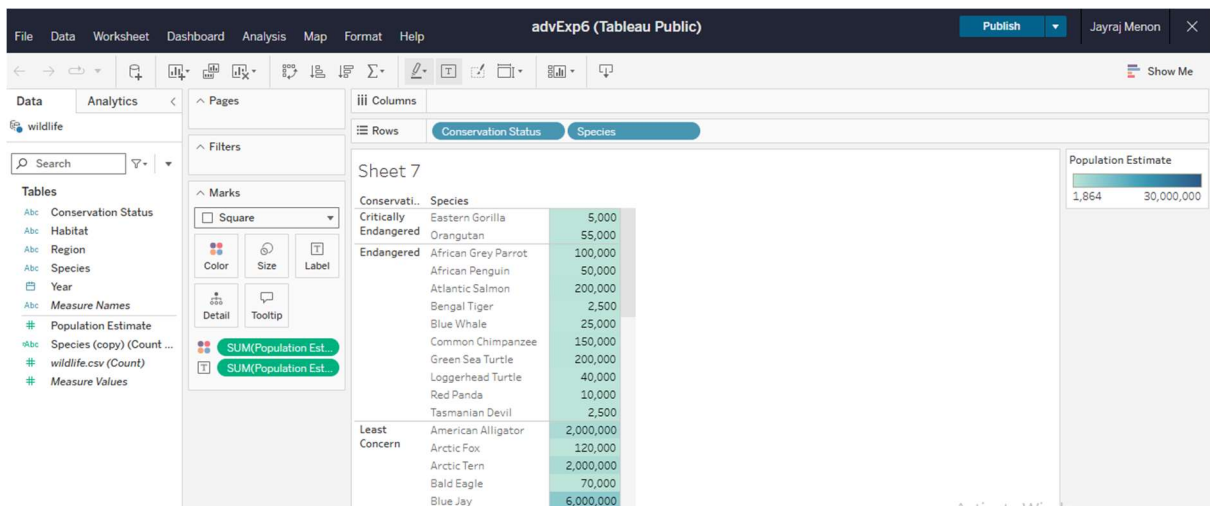 advExp6 (Tableau Public)
Publish
Jayraj Menon
File Data Worksheet Dashboard Analysis Map Format Help
Show Me
Data Analytics
wildlife
Search
Tables
Abc Conservation Status
Abc Habitat
Abc Region
Abc Species
Year
Abc Measure Names
# Population Estimate
Abc Species (copy) (Count ...
# wildlife.csv (Count)
# Measure Values
Pages
Filters
Marks
Square
Color Size Label
Detail Tooltip
SUM(Population Est...
SUM(Population Est...
Columns
Rows Conservation Status Species
Sheet 7
Conservati.. Species
Critically Endangered Eastern Gorilla 5,000
Orangutan 55,000
Endangered African Grey Parrot 100,000
African Penguin 50,000
Atlantic Salmon 200,000
Bengal Tiger 2,500
Blue Whale 25,000
Common Chimpanzee 150,000
Green Sea Turtle 200,000
Loggerhead Turtle 40,000
Red Panda 10,000
Tasmanian Devil 2,500
Least Concern American Alligator 2,000,000
Arctic Fox 120,000
Arctic Tern 2,000,000
Bald Eagle 70,000
Blue Jay 6,000,000
Population Estimate
1,864 30,000,000